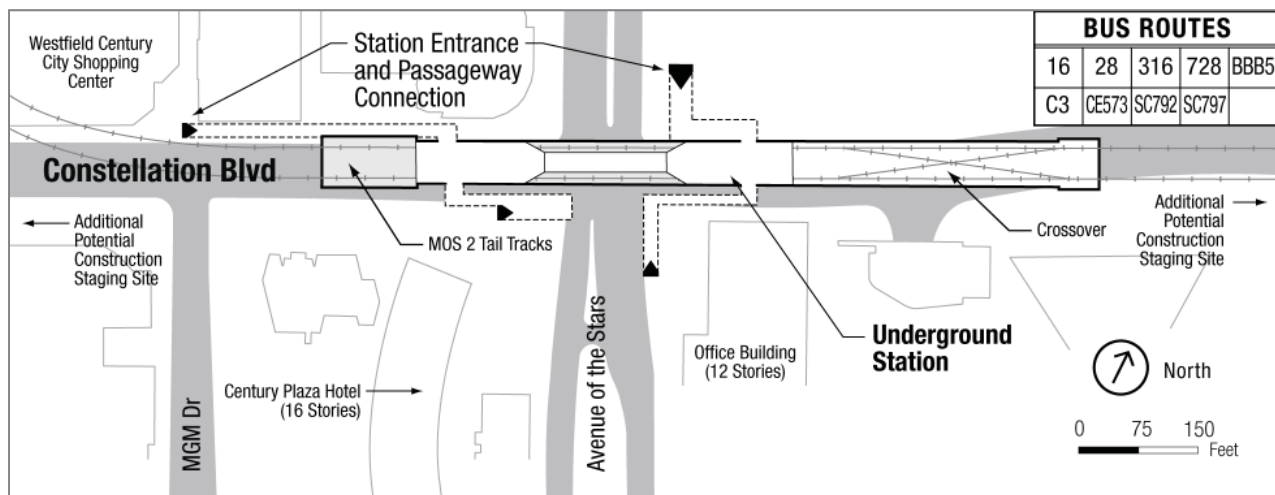 Westfield Century
City Shopping
Center
Station Entrance
and Passageway
Connection
BUS ROUTES
16 28 316 728 BBB5
C3 CE573 SC792 SC797
Constellation Blvd
Additional
Potential
Construction
Staging Site
MOS 2 Tail Tracks
Crossover
Additional
Potential
Construction
Staging Site
Underground
Station
Office Building
(12 Stories)
Century Plaza Hotel
(16 Stories)
MGM Dr
Avenue of the Stars
North
0 75 150
Feet